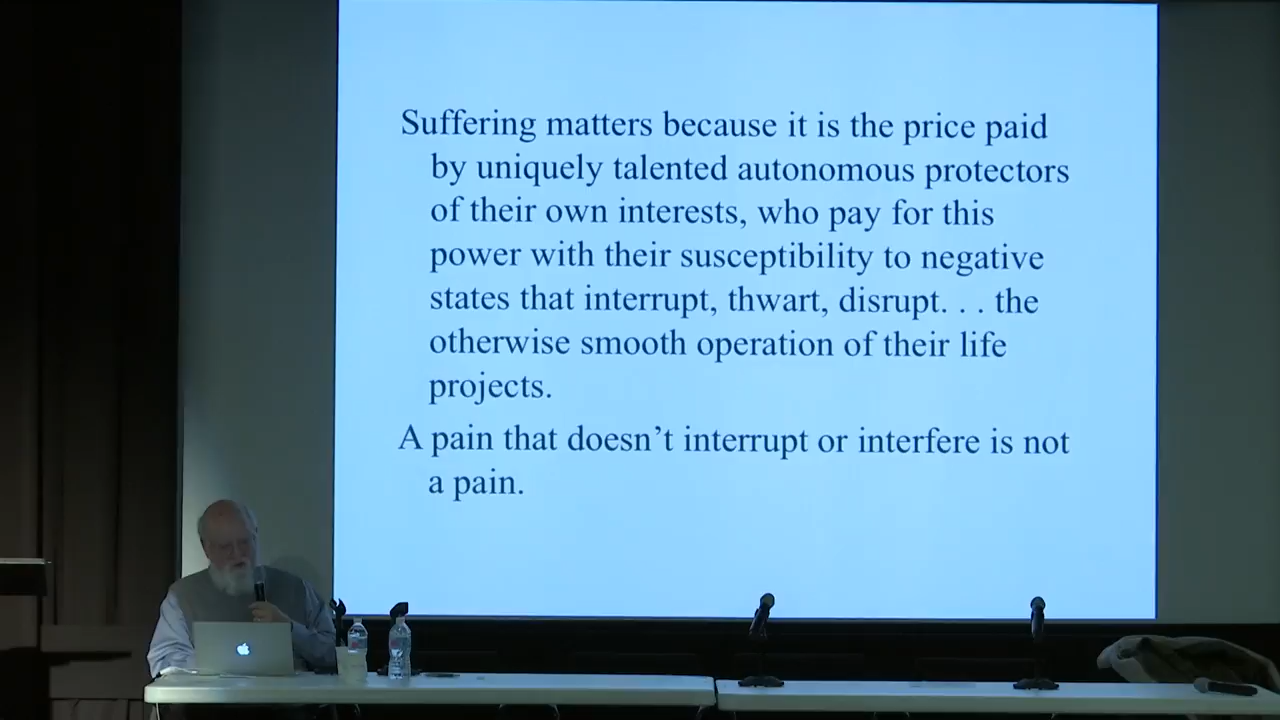 Suffering matters because it is the price paid
by uniquely talented autonomous protectors
of their own interests, who pay for this
power with their susceptibility to negative
states that interrupt, thwart, disrupt. . . the
otherwise smooth operation of their life
projects.
A pain that doesn’t interrupt or interfere is not
a pain.